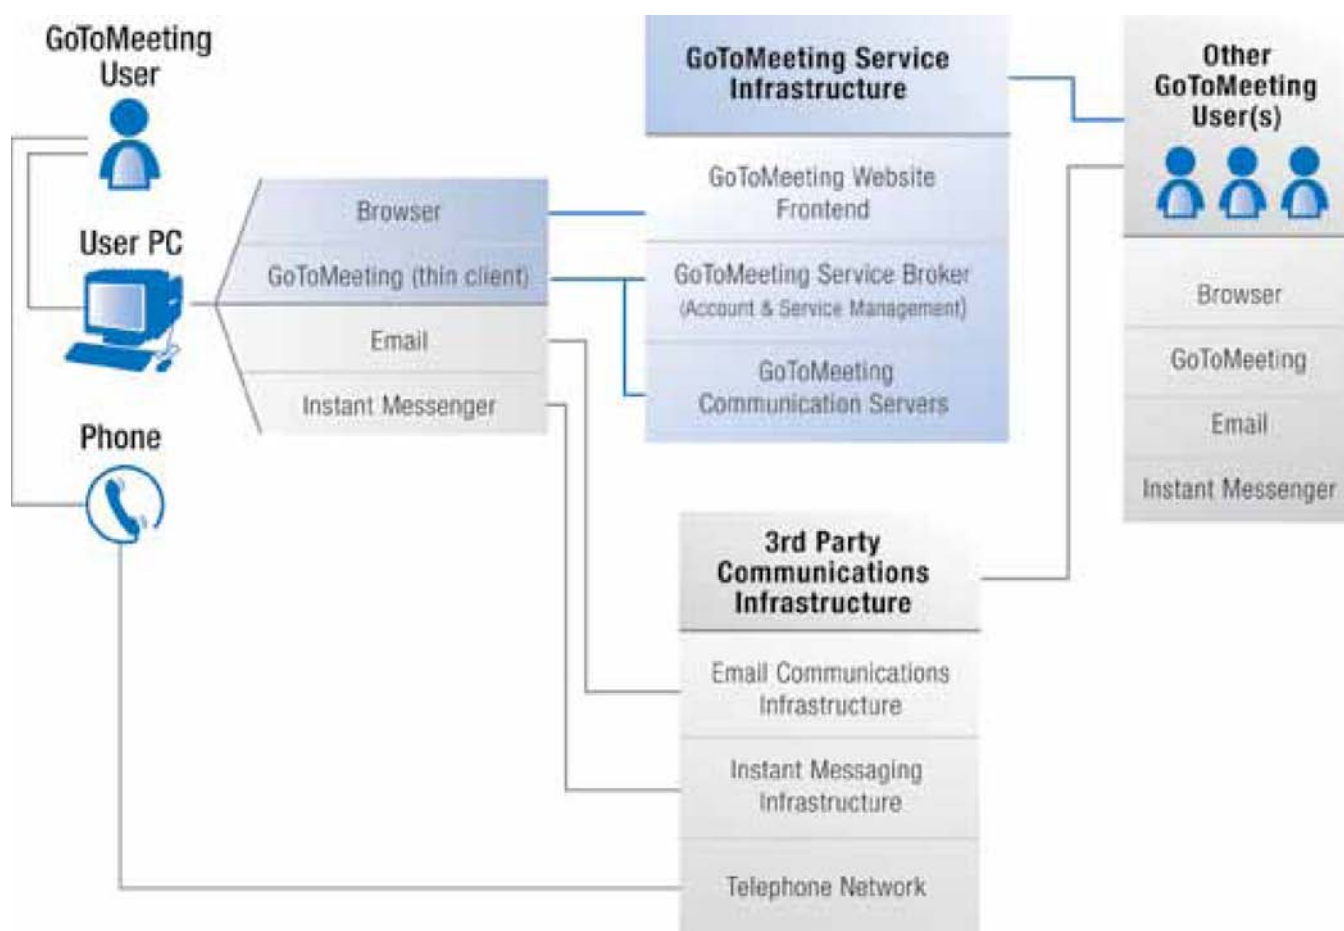 GoToMeeting
User
User PC
Phone
Browser
GoToMeeting (thin client)
Email
Instant Messenger
GoToMeeting Service
Infrastructure
GoToMeeting Website
Frontend
GoToMeeting Service Broker
(Account & Service Management)
GoToMeeting
Communication Servers
3rd Party
Communications
Infrastructure
Email Communications
Infrastructure
Instant Messaging
Infrastructure
Telephone Network
Other
GoToMeeting
User(s)
Browser
GoToMeeting
Email
Instant Messenger